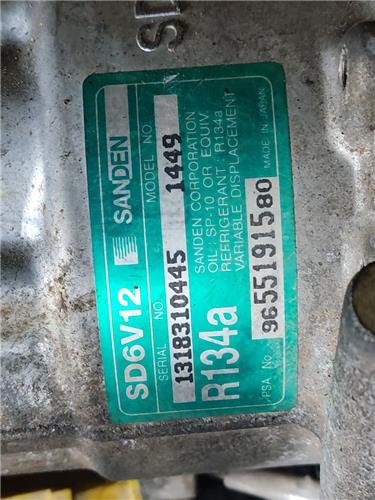 SD
SD6V12 SANDEN
SERIAL NO. MODEL NO.
1318310445 1449
R134a
SANDEN CORPORATION
OIL : SP-10 OR EQUIV.
REFRIGERANT : R134a
VARIABLE DISPLACEMENT
PSA No. 9655191580
MADE IN JAPAN